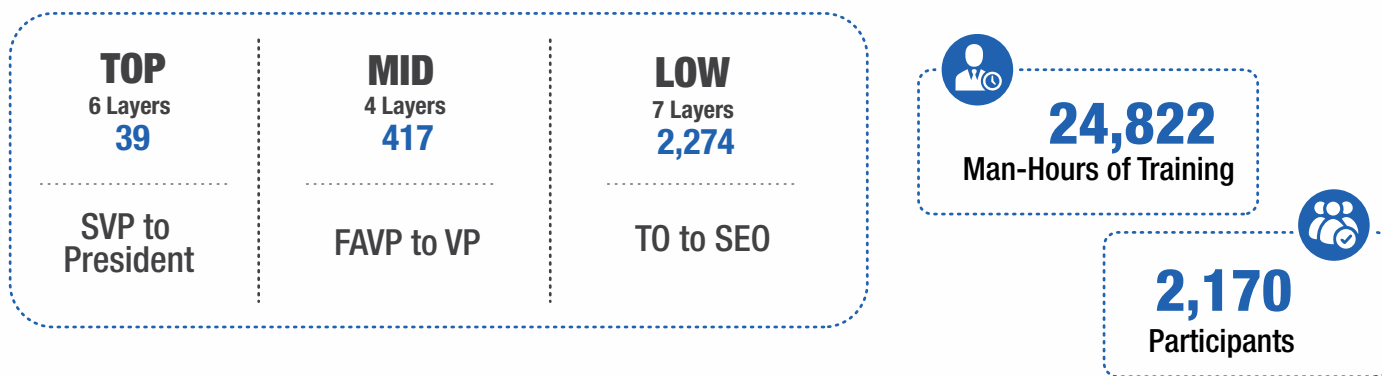 TOP
6 Layers
39
SVP to
President
MID
4 Layers
417
FAVP to VP
LOW
7 Layers
2,274
TO to SEO
24,822
Man-Hours of Training
2,170
Participants